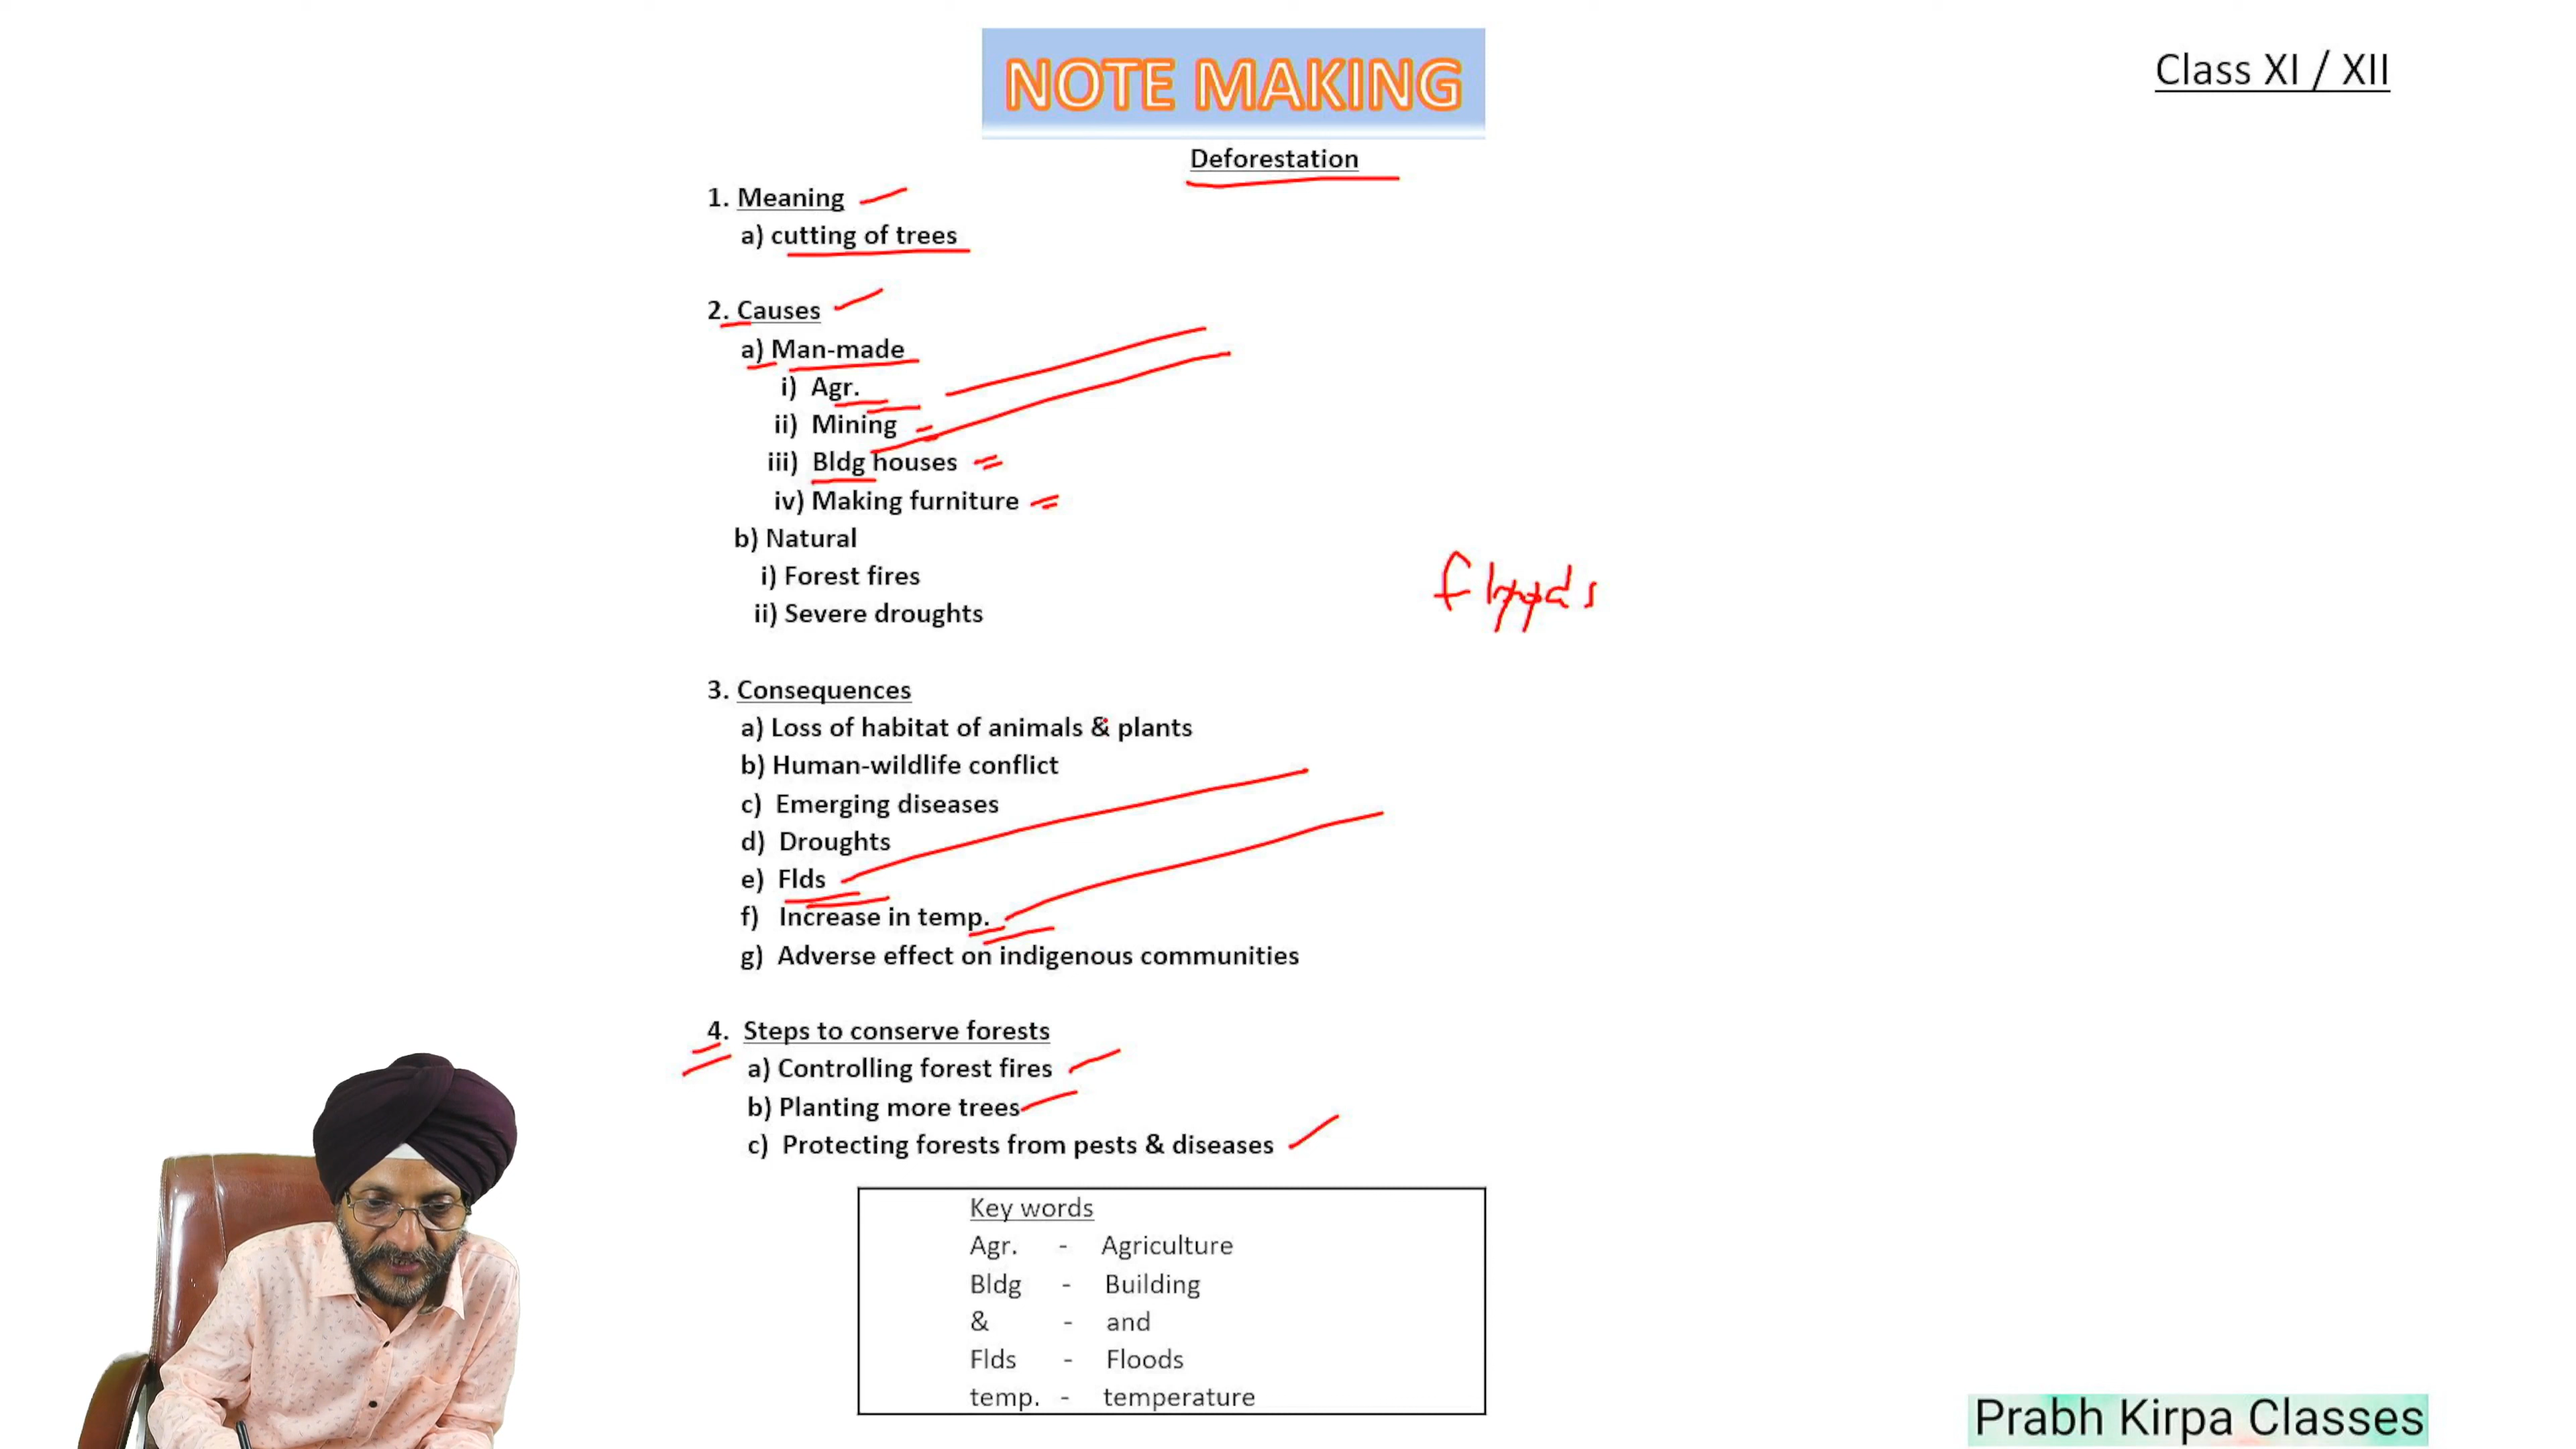 NOTE MAKING
Class XI / XII
Deforestation
1. Meaning
a) cutting of trees
2. Causes
a) Man-made
i) Agr.
ii) Mining
iii) Bldg houses
iv) Making furniture
b) Natural
i) Forest fires
ii) Severe droughts
floods
3. Consequences
a) Loss of habitat of animals & plants
b) Human-wildlife conflict
c) Emerging diseases
d) Droughts
e) Flds
f) Increase in temp.
g) Adverse effect on indigenous communities
4. Steps to conserve forests
a) Controlling forest fires
b) Planting more trees
c) Protecting forests from pests & diseases
Key words
Agr. - Agriculture
Bldg - Building
& - and
Flds - Floods
temp. - temperature
Prabh Kirpa Classes